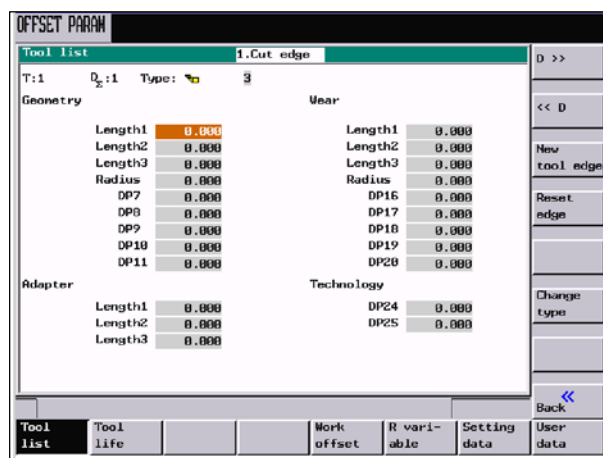 OFFSET PARAM
Tool list 1.Cut edge
T:1 DΣ:1 Type: 3
Geometry Wear
Length1 0.000 Length1 0.000
Length2 0.000 Length2 0.000
Length3 0.000 Length3 0.000
Radius 0.000 Radius 0.000
DP7 0.000 DP16 0.000
DP8 0.000 DP17 0.000
DP9 0.000 DP18 0.000
DP10 0.000 DP19 0.000
DP11 0.000 DP20 0.000
Adapter Technology
Length1 0.000 DP24 0.000
Length2 0.000 DP25 0.000
Length3 0.000
D >>
<< D
New
tool edge
Reset
edge
Change
type
«
Back
Tool list
Tool life
Work offset
R vari-
able
Setting data
User data